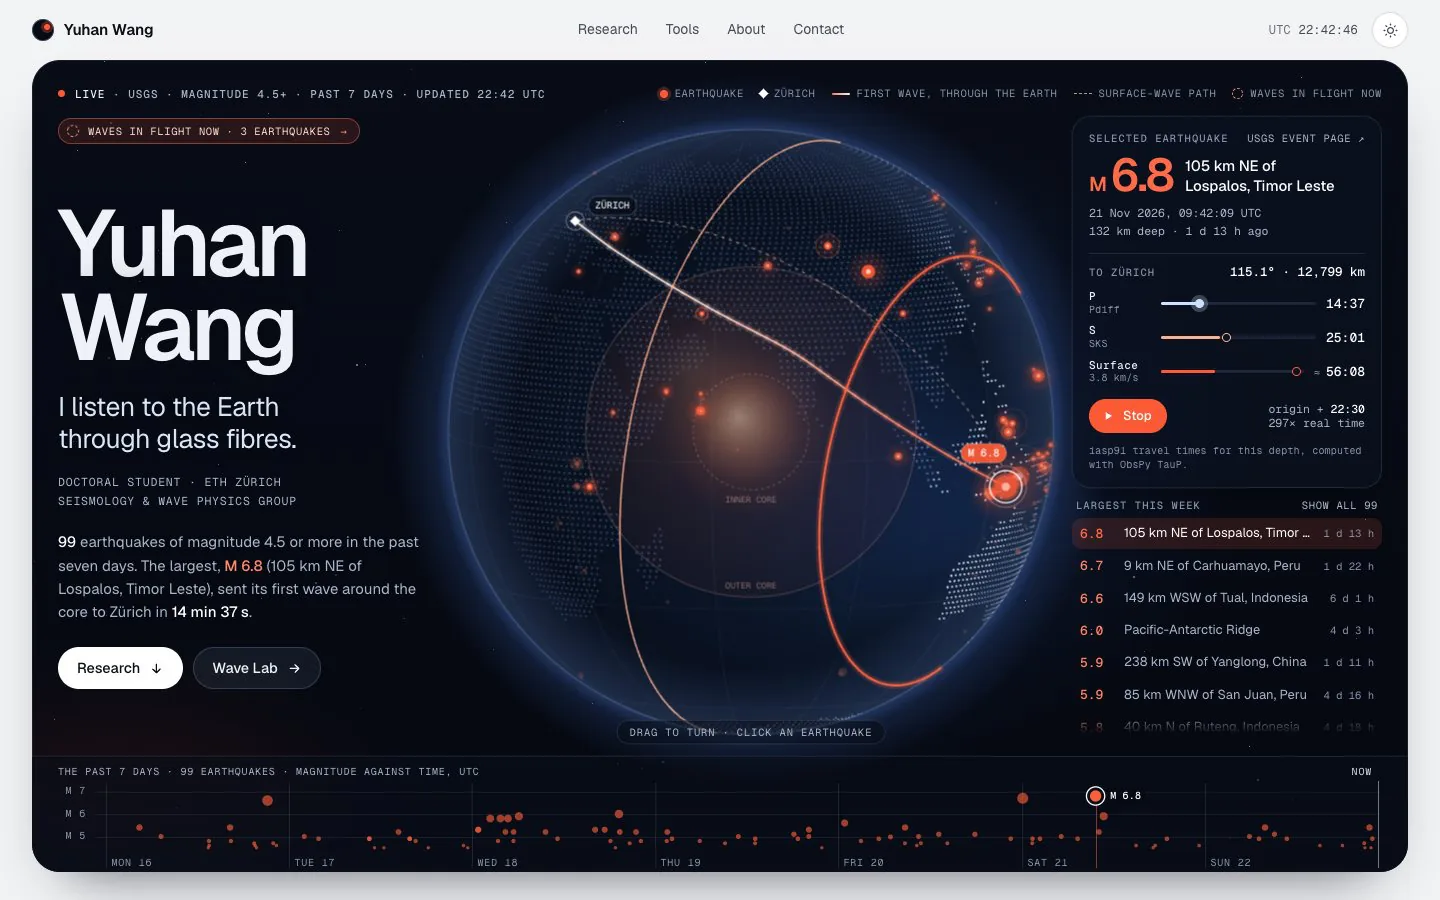 Yuhan Wang
Research Tools About Contact
UTC 22:42:46
LIVE · USGS · MAGNITUDE 4.5+ · PAST 7 DAYS · UPDATED 22:42 UTC
EARTHQUAKE ZÜRICH FIRST WAVE, THROUGH THE EARTH SURFACE-WAVE PATH WAVES IN FLIGHT NOW
WAVES IN FLIGHT NOW · 3 EARTHQUAKES →
Yuhan
Wang
I listen to the Earth
through glass fibres.
DOCTORAL STUDENT · ETH ZÜRICH
SEISMOLOGY & WAVE PHYSICS GROUP
99 earthquakes of magnitude 4.5 or more in the past
seven days. The largest, M 6.8 (105 km NE of
Lospalos, Timor Leste), sent its first wave around the
core to Zürich in 14 min 37 s.
Research ↓
Wave Lab →
ZÜRICH
M 6.8
INNER CORE
OUTER CORE
DRAG TO TURN · CLICK AN EARTHQUAKE
SELECTED EARTHQUAKE USGS EVENT PAGE ↗
M 6.8 105 km NE of
Lospalos, Timor Leste
21 Nov 2026, 09:42:09 UTC
132 km deep · 1 d 13 h ago
TO ZÜRICH 115.1° · 12,799 km
P
Pdiff
14:37
S
SKS
25:01
Surface
3.8 km/s
≈ 56:08
Stop
origin + 22:30
297× real time
iasp91 travel times for this depth, computed
with ObsPy TauP.
LARGEST THIS WEEK SHOW ALL 99
6.8 105 km NE of Lospalos, Timor … 1 d 13 h
6.7 9 km NE of Carhuamayo, Peru 1 d 22 h
6.6 149 km WSW of Tual, Indonesia 6 d 1 h
6.0 Pacific-Antarctic Ridge 4 d 3 h
5.9 238 km SW of Yanglong, China 1 d 11 h
5.9 85 km WNW of San Juan, Peru 4 d 16 h
5.8 40 km N of Ruteng, Indonesia 4 d 18 h
THE PAST 7 DAYS · 99 EARTHQUAKES · MAGNITUDE AGAINST TIME, UTC
NOW
M 7
M 6
M 5
M 6.8
MON 16 TUE 17 WED 18 THU 19 FRI 20 SAT 21 SUN 22